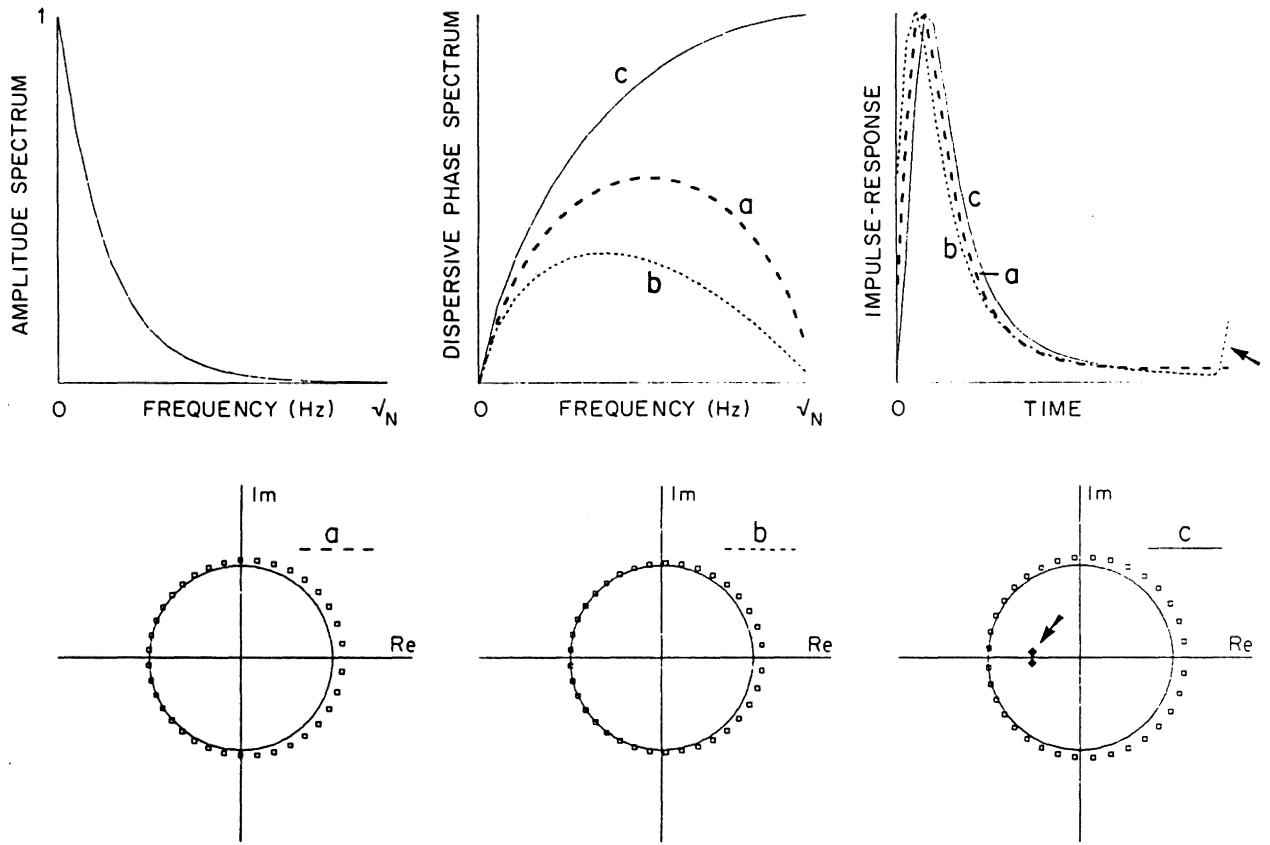 1
AMPLITUDE SPECTRUM
0
FREQUENCY (Hz)
√N
DISPERSIVE PHASE SPECTRUM
c
a
b
0
FREQUENCY (Hz)
√N
IMPULSE-RESPONSE
c
b
a
0
TIME
Im
a
Re
Im
b
Re
Im
c
Re